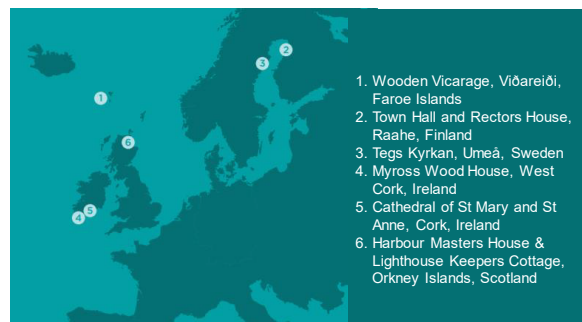 1
2
3
6
5
4
1. Wooden Vicarage, Viðareiði,
Faroe Islands
2. Town Hall and Rectors House,
Raahe, Finland
3. Tegs Kyrkan, Umeå, Sweden
4. Myross Wood House, West
Cork, Ireland
5. Cathedral of St Mary and St
Anne, Cork, Ireland
6. Harbour Masters House &
Lighthouse Keepers Cottage,
Orkney Islands, Scotland